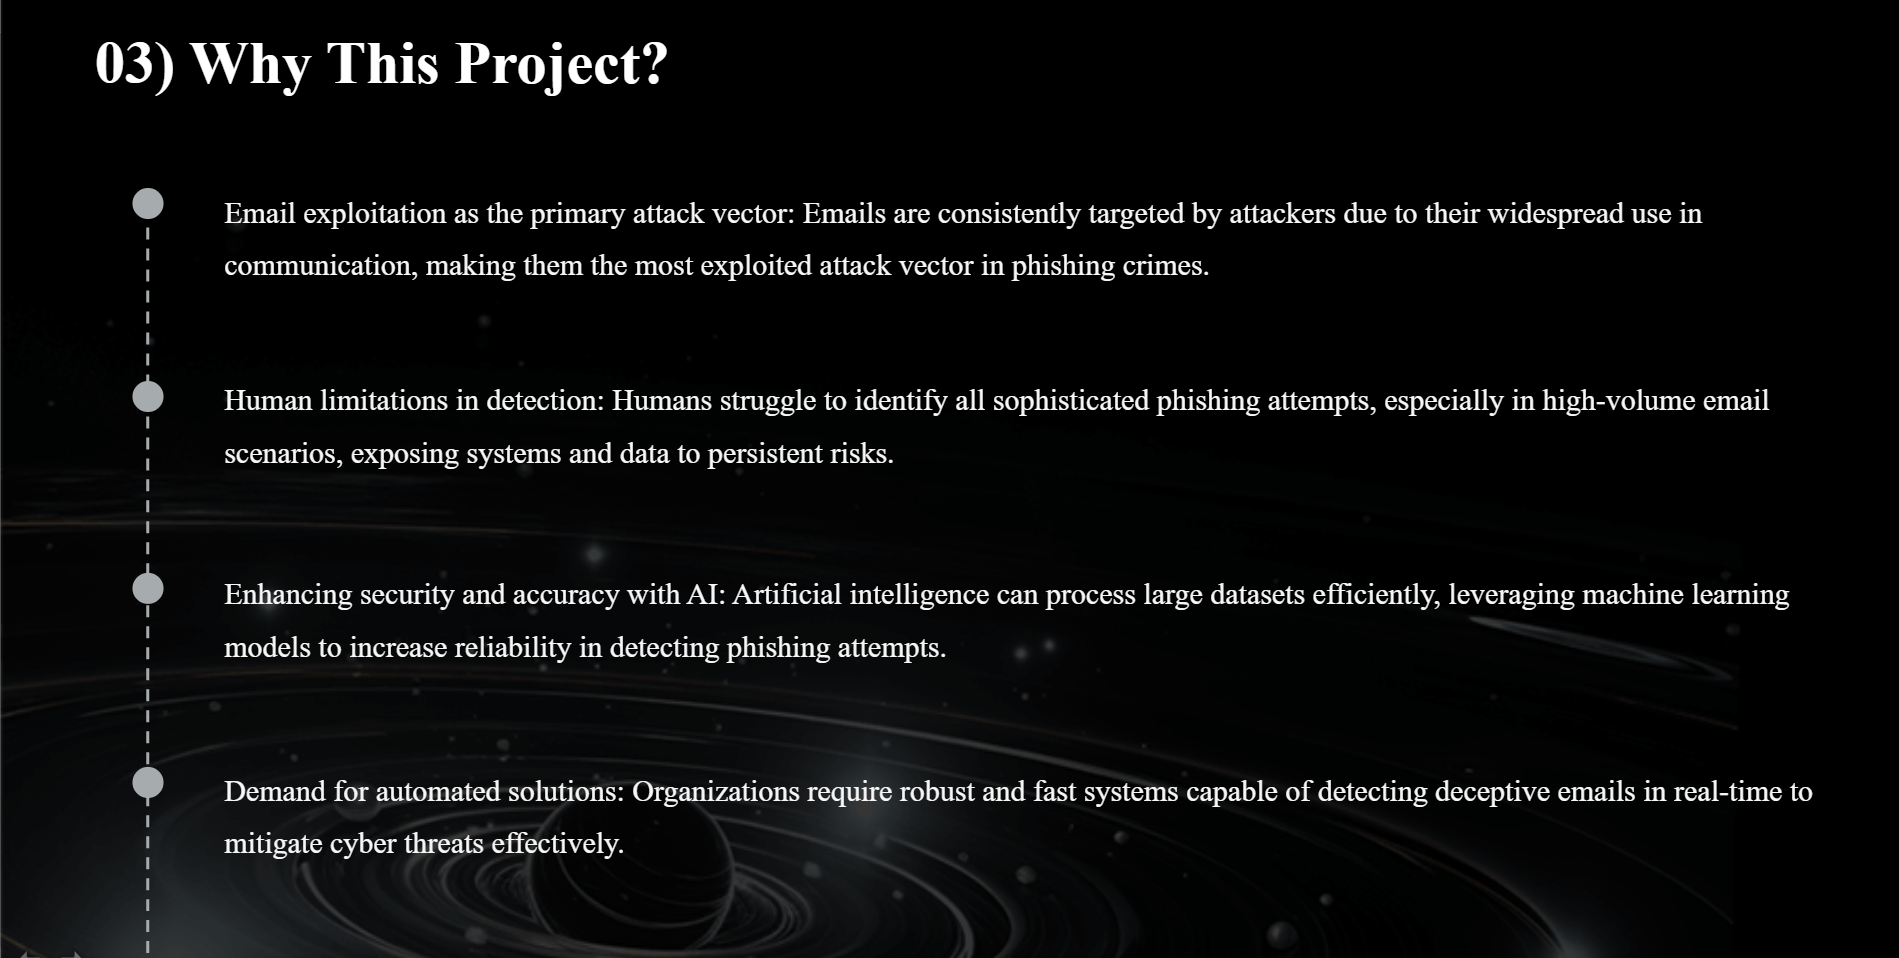 03) Why This Project?
Email exploitation as the primary attack vector: Emails are consistently targeted by attackers due to their widespread use in
communication, making them the most exploited attack vector in phishing crimes.
Human limitations in detection: Humans struggle to identify all sophisticated phishing attempts, especially in high-volume email
scenarios, exposing systems and data to persistent risks.
Enhancing security and accuracy with AI: Artificial intelligence can process large datasets efficiently, leveraging machine learning
models to increase reliability in detecting phishing attempts.
Demand for automated solutions: Organizations require robust and fast systems capable of detecting deceptive emails in real-time to
mitigate cyber threats effectively.